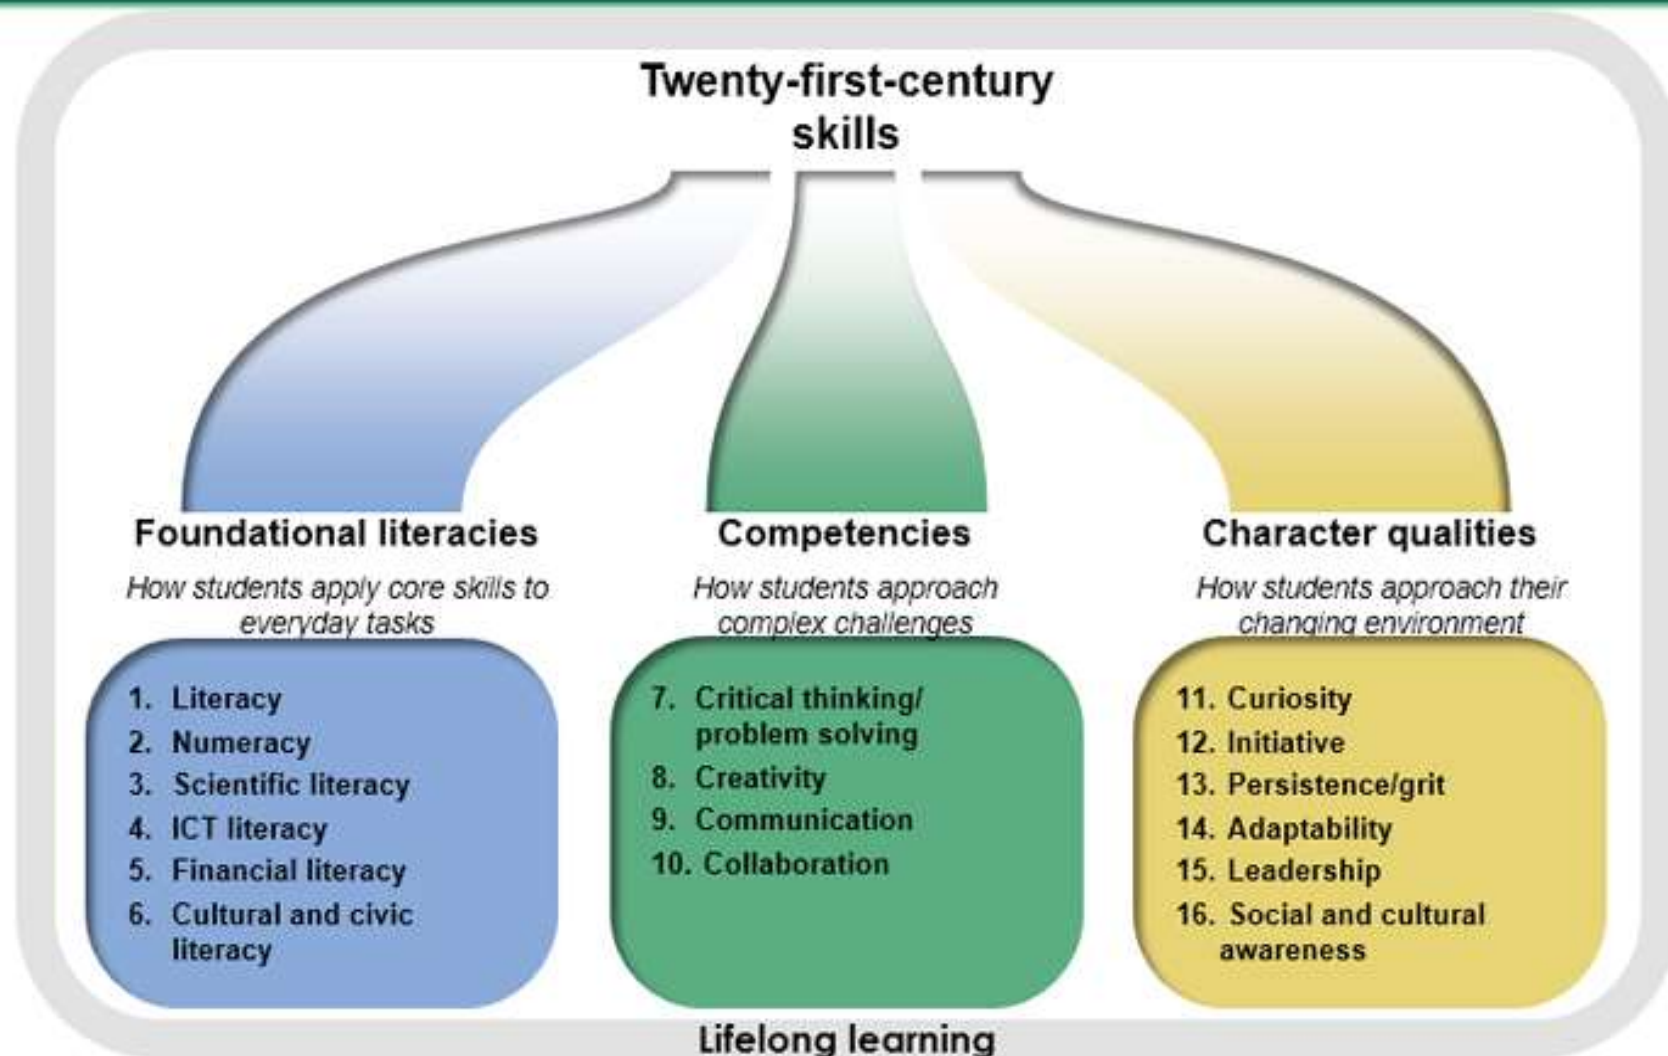 Twenty-first-century
skills
Foundational literacies
How students apply core skills to
everyday tasks
1. Literacy
2. Numeracy
3. Scientific literacy
4. ICT literacy
5. Financial literacy
6. Cultural and civic
literacy
Competencies
How students approach
complex challenges
7. Critical thinking/
problem solving
8. Creativity
9. Communication
10. Collaboration
Character qualities
How students approach their
changing environment
11. Curiosity
12. Initiative
13. Persistence/grit
14. Adaptability
15. Leadership
16. Social and cultural
awareness
Lifelong learning